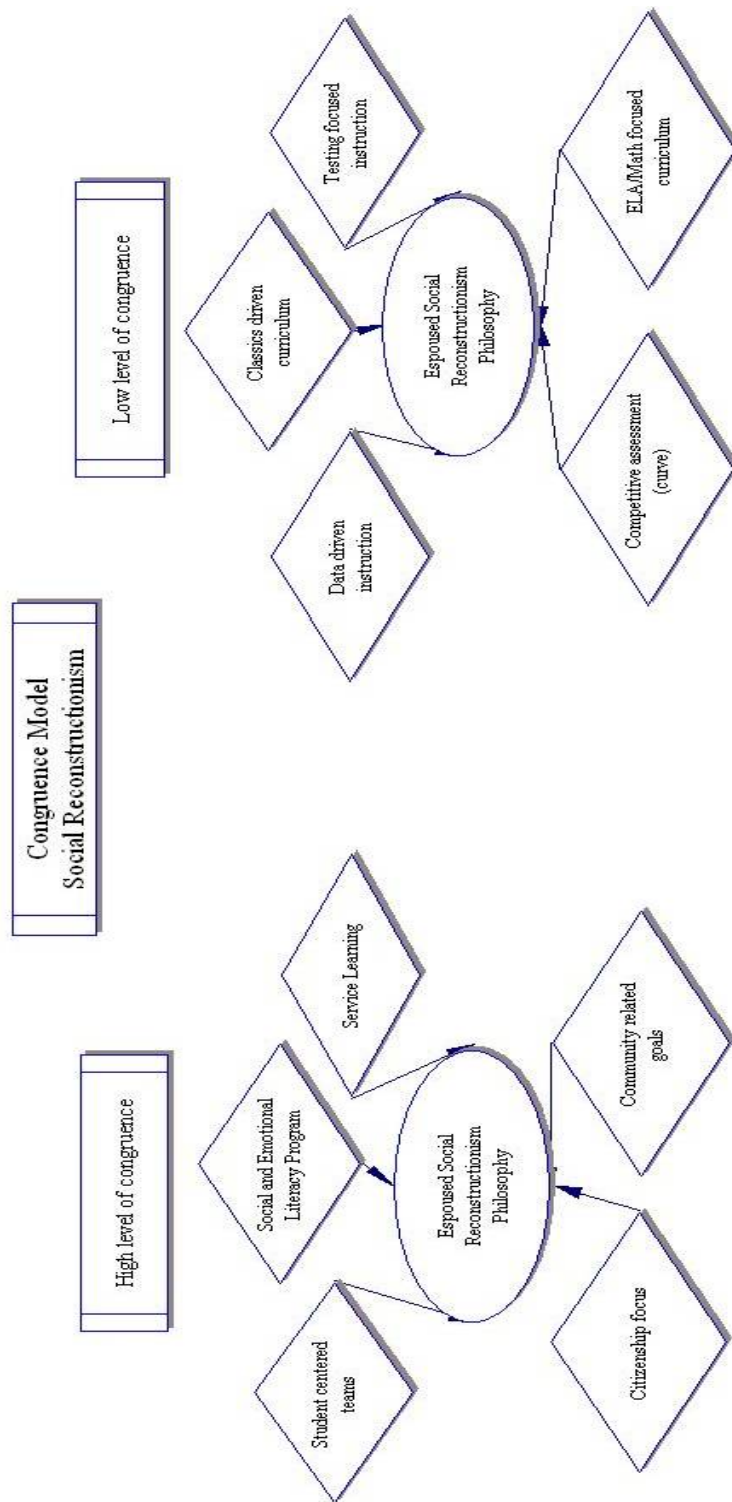 Congruence Model
Social Reconstructionism
High level of congruence
Low level of congruence
Student centered
teams
Social and Emotional
Literacy Program
Service Learning
Espoused Social
Reconstructionism
Philosophy
Citizenship focus
Community related
goals
Data driven
instruction
Classics driven
curriculum
Testing focused
instruction
Espoused Social
Reconstructionism
Philosophy
Competitive assessment
(curve)
ELA/Math focused
curriculum